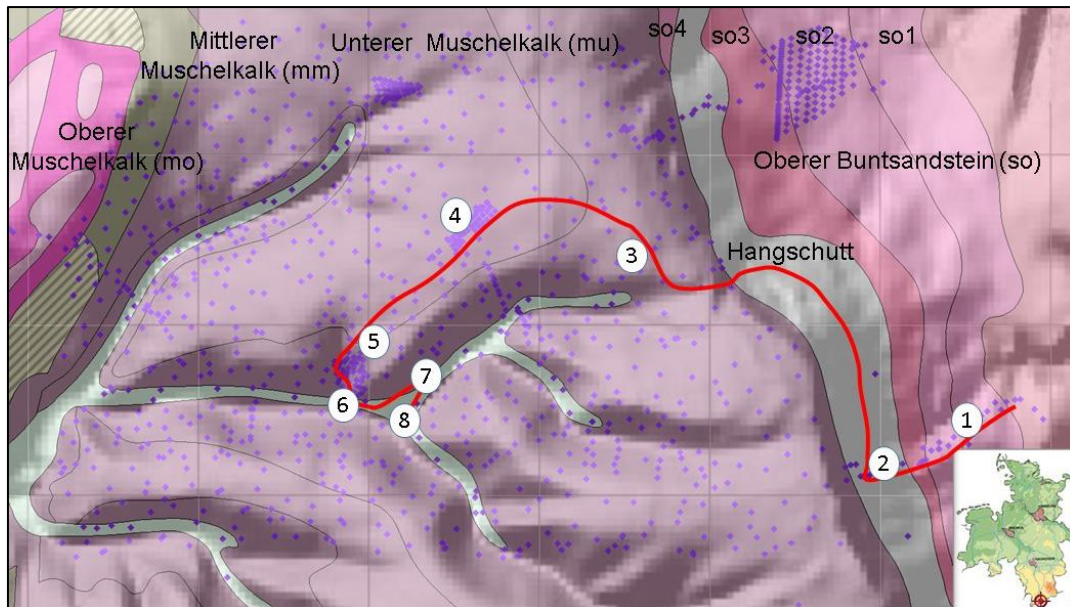 so4
so3
so2
so1
Mittlerer
Muschelkalk (mm)
Unterer Muschelkalk (mu)
Oberer
Muschelkalk (mo)
Oberer Buntsandstein (so)
Hangschutt
4
3
5
7
6
8
1
2